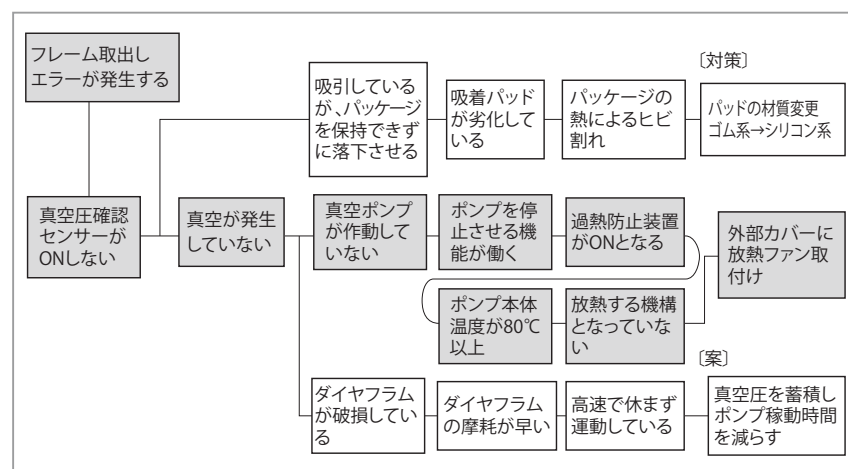 フレーム取出し
エラーが発生する
吸引している
が、パッケージ
を保持できず
に落下させる
吸着パッド
が劣化して
いる
パッケージの
熱によるヒビ
割れ
〔対策〕
パッドの材質変更
ゴム系→シリコン系
真空圧確認
センサーが
ONしない
真空が発生
していない
真空ポンプ
が作動して
いない
ポンプを停
止させる機
能が働く
過熱防止装置
がONとなる
外部カバーに
放熱ファン取
付け
ポンプ本体
温度が80℃
以上
放熱する機構
となっていな
い
ダイヤフラム
が破損してい
る
ダイヤフラム
の摩耗が早い
高速で休まず
運動している
〔案〕
真空圧を蓄積し
ポンプ稼動時間
を減らす